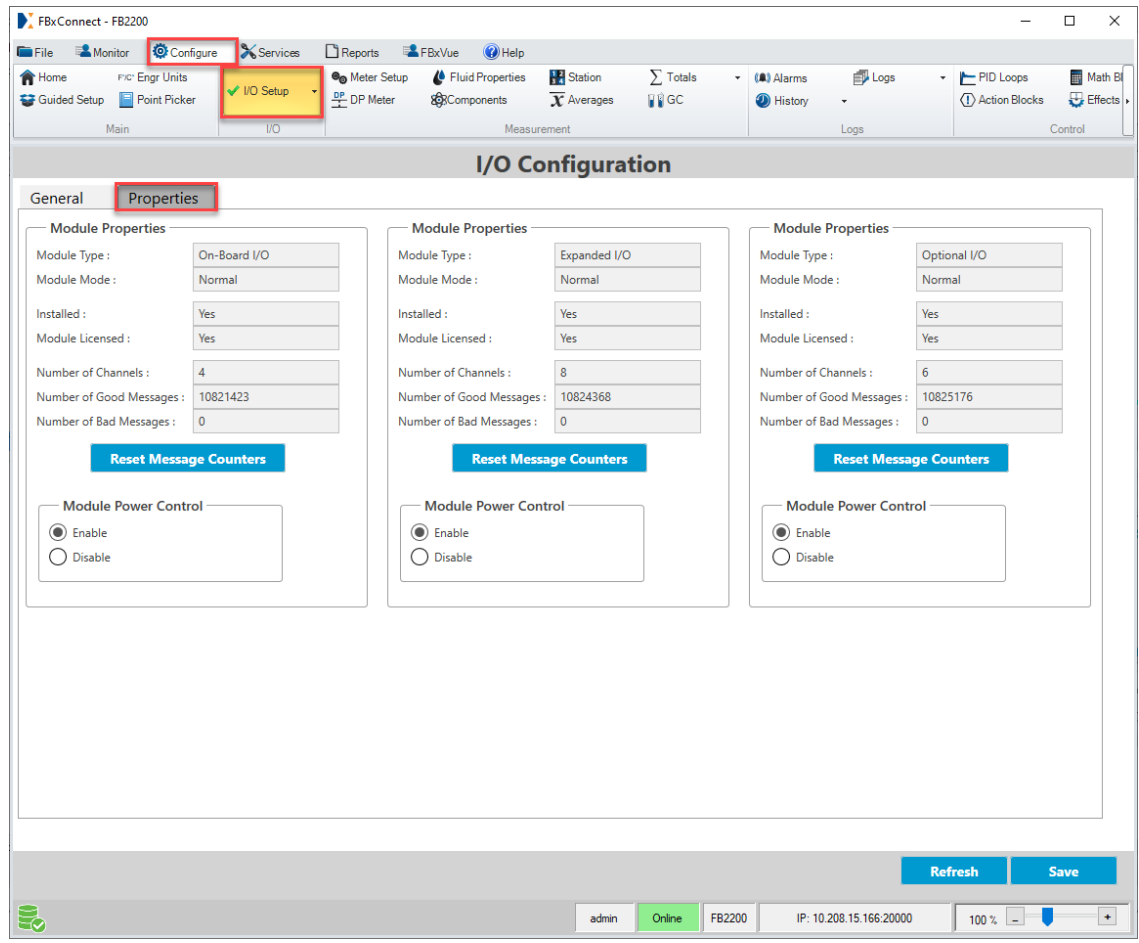 FBxConnect - FB2200
File Monitor Configure Services Reports FBxVue Help
Home Engr Units I/O Setup Meter Setup Fluid Properties Station Totals Alarms Logs PID Loops Math Bl
Guided Setup Point Picker DP Meter Components Averages GC History Action Blocks Effects
Main I/O Measurement Logs Control
I/O Configuration
General Properties
Module Properties
Module Type : On-Board I/O
Module Mode : Normal
Installed : Yes
Module Licensed : Yes
Number of Channels : 4
Number of Good Messages : 10821423
Number of Bad Messages : 0
Reset Message Counters
Module Power Control
Enable
Disable
Module Properties
Module Type : Expanded I/O
Module Mode : Normal
Installed : Yes
Module Licensed : Yes
Number of Channels : 8
Number of Good Messages : 10824368
Number of Bad Messages : 0
Reset Message Counters
Module Power Control
Enable
Disable
Module Properties
Module Type : Optional I/O
Module Mode : Normal
Installed : Yes
Module Licensed : Yes
Number of Channels : 6
Number of Good Messages : 10825176
Number of Bad Messages : 0
Reset Message Counters
Module Power Control
Enable
Disable
Refresh Save
admin Online FB2200 IP: 10.208.15.166:20000 100 % - +